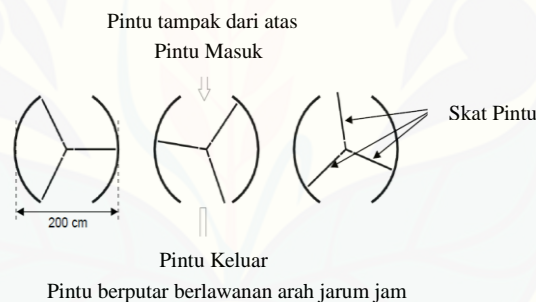 Pintu tampak dari atas
Pintu Masuk
Skat Pintu
200 cm
Pintu Keluar
Pintu berputar berlawanan arah jarum jam